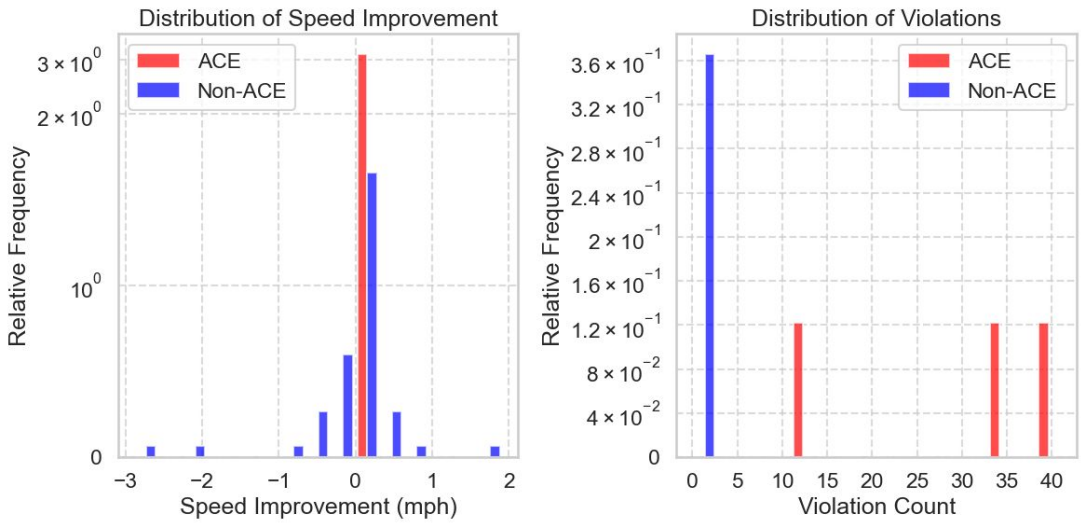 Distribution of Speed Improvement
ACE
Non-ACE
3 × 10⁰
2 × 10⁰
10⁰
0
Relative Frequency
−3 −2 −1 0 1 2
Speed Improvement (mph)
Distribution of Violations
ACE
Non-ACE
3.6 × 10⁻¹
3.2 × 10⁻¹
2.8 × 10⁻¹
2.4 × 10⁻¹
2 × 10⁻¹
1.6 × 10⁻¹
1.2 × 10⁻¹
8 × 10⁻²
4 × 10⁻²
0
Relative Frequency
0 5 10 15 20 25 30 35 40
Violation Count